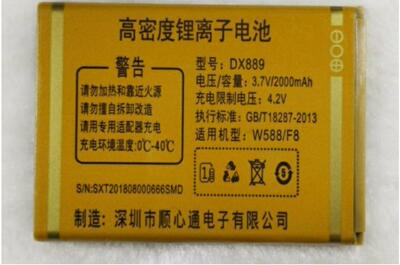 高密度锂离子电池
警告
请勿加热和靠近火源
请勿擅自拆卸改造
请用专用适配器充电
充电环境温度0℃-40℃
型号:DX889
电压/容量:3.7V/2000mAh
充电限制电压:4.2V
执行标准:GB/T18287-2013
适用机型:W588/F8
S/N:SXT201808000666SMD
制造:深圳市顺心通电子有限公司